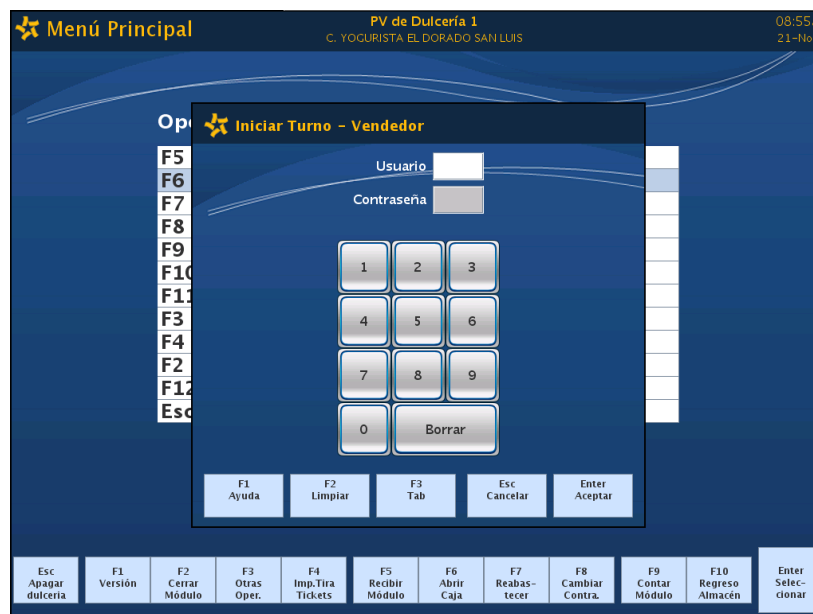 Menú Principal
PV de Dulcería 1
C. YOGURISTA EL DORADO SAN LUIS
08:55
21-No
Iniciar Turno - Vendedor
Usuario
Contraseña
F5
F6
F7
F8
F9
F10
F11
F3
F4
F2
F12
Esc
1 2 3
4 5 6
7 8 9
0 Borrar
F1
Ayuda
F2
Limpiar
F3
Tab
Esc
Cancelar
Enter
Aceptar
Esc
Apagar
dulceria
F1
Versión
F2
Cerrar
Módulo
F3
Otras
Oper.
F4
Imp.Tira
Tickets
F5
Recibir
Módulo
F6
Abrir
Caja
F7
Reabas-
tecer
F8
Cambiar
Contra.
F9
Contar
Módulo
F10
Regreso
Almacén
Enter
Selec-
cionar